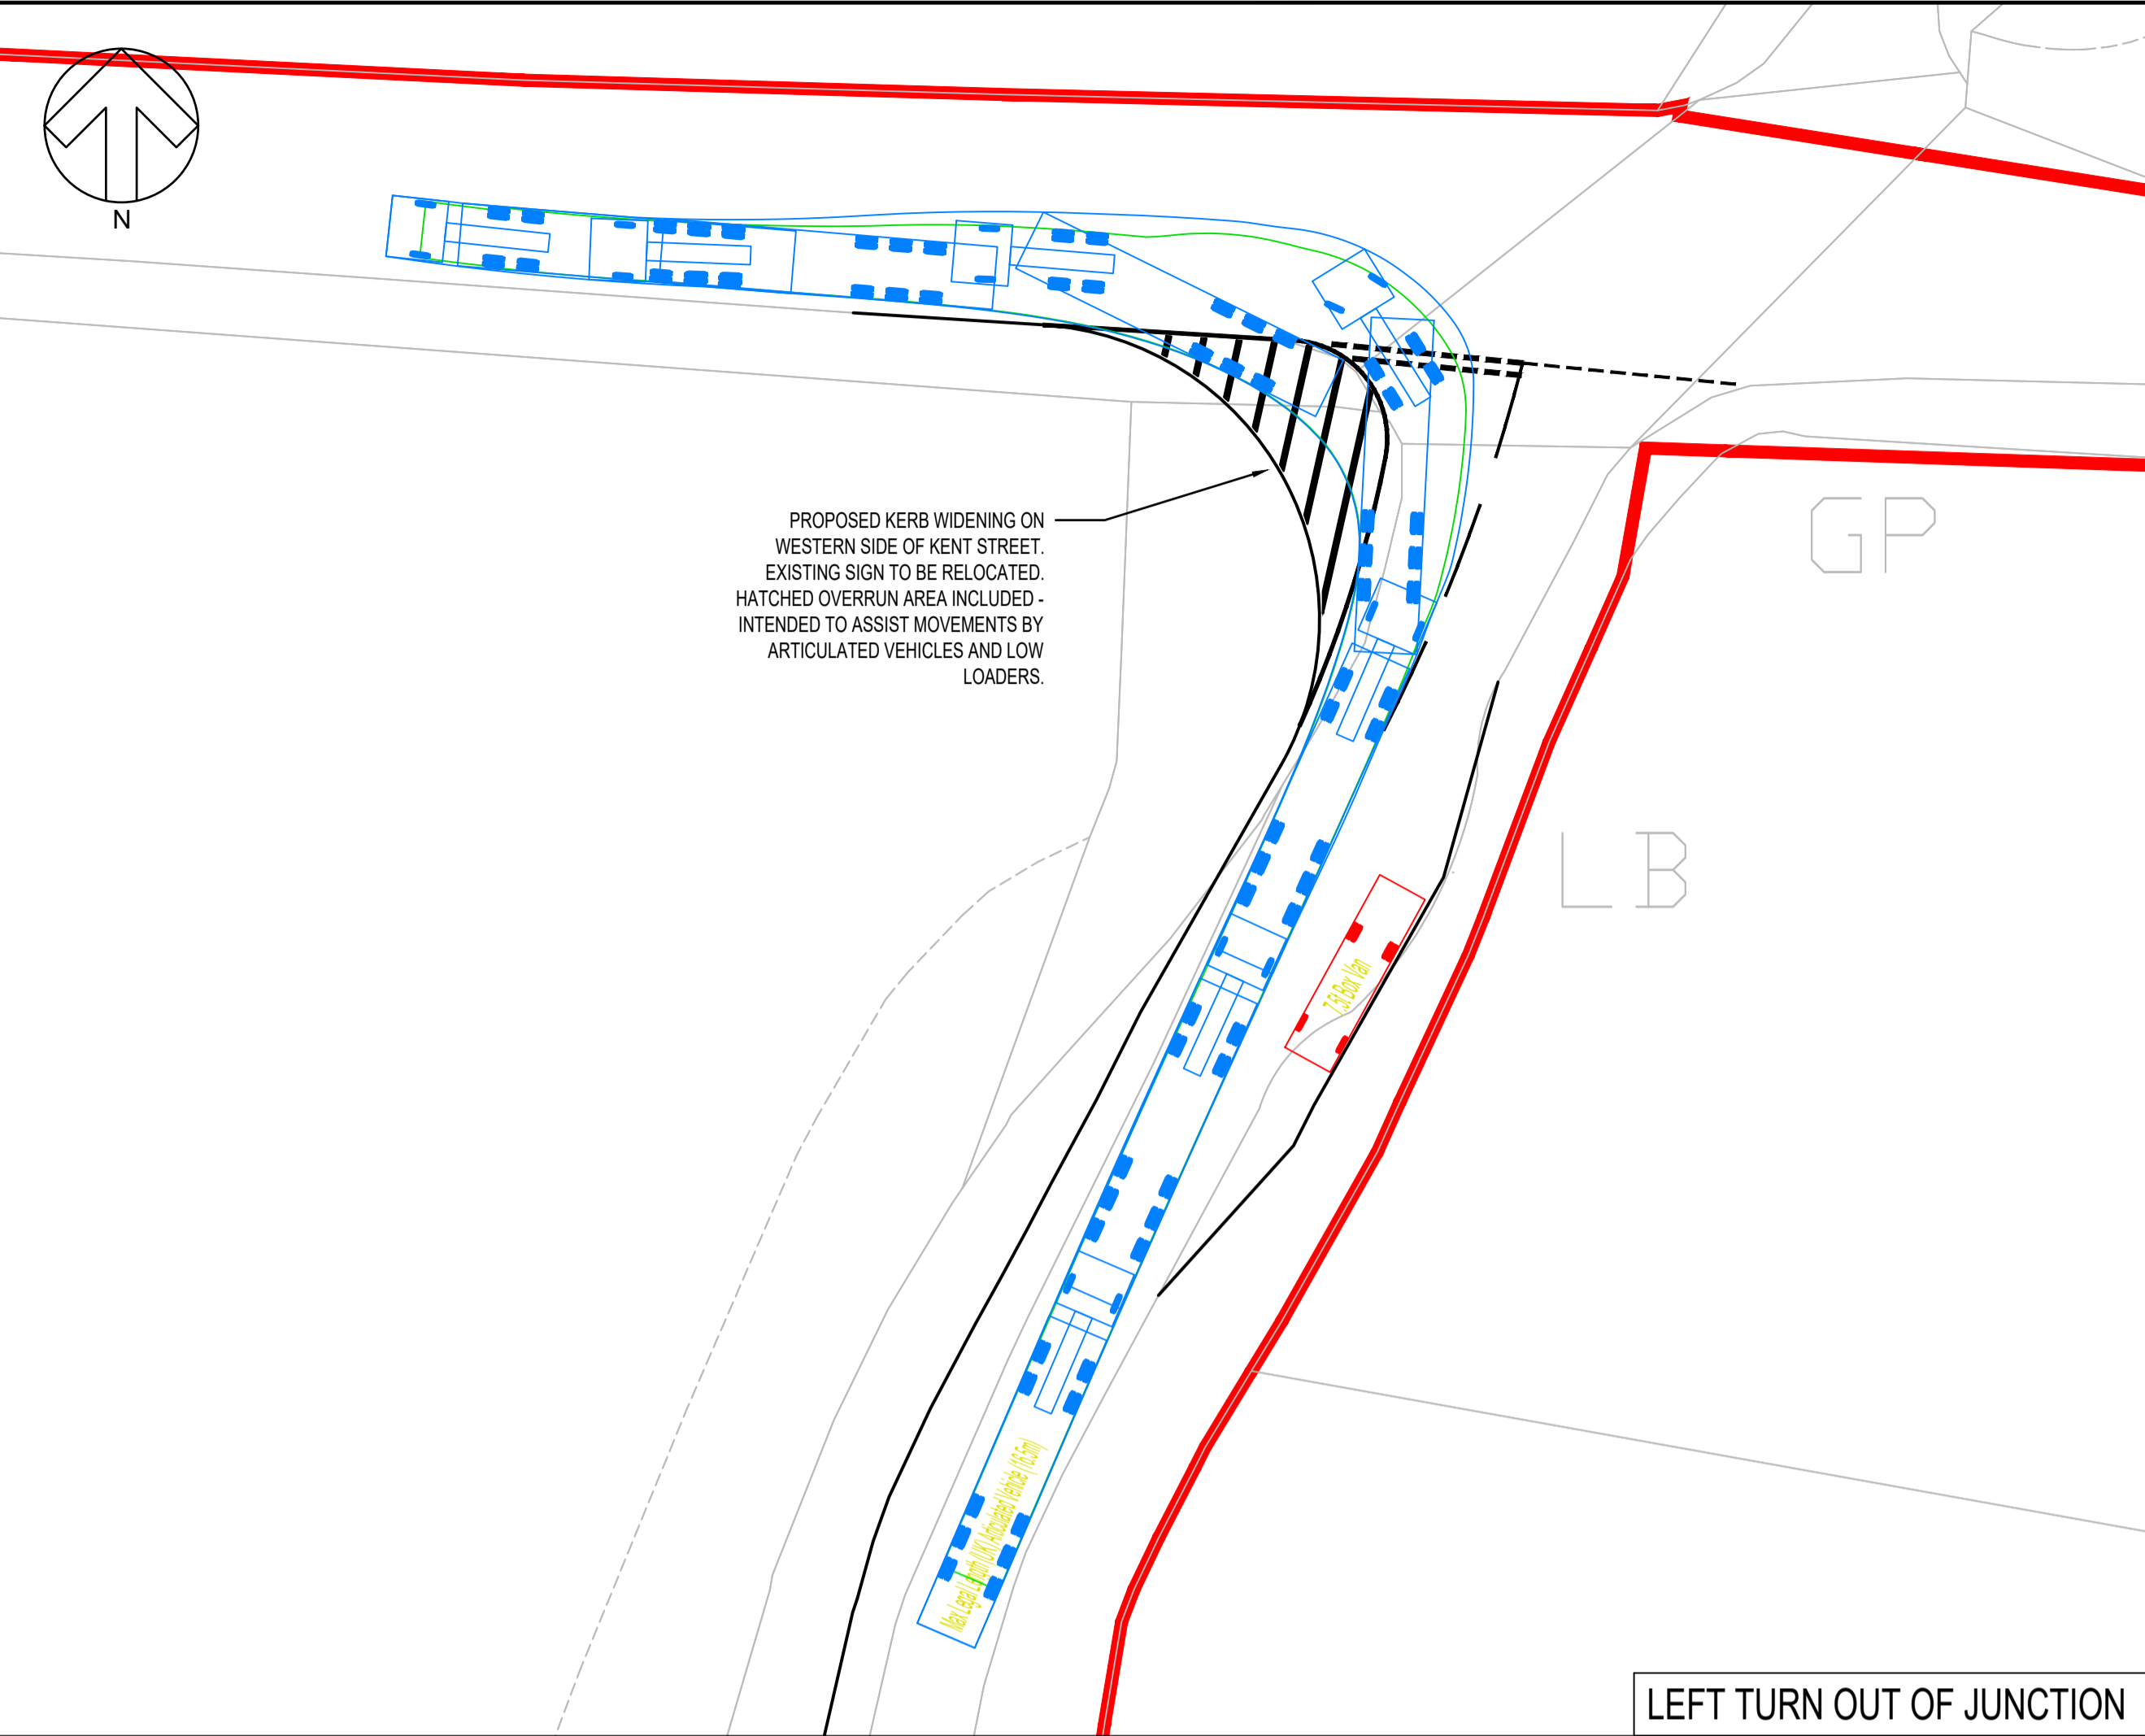 N
PROPOSED KERB WIDENING ON
WESTERN SIDE OF KENT STREET.
EXISTING SIGN TO BE RELOCATED.
HATCHED OVERRUN AREA INCLUDED -
INTENDED TO ASSIST MOVEMENTS BY
ARTICULATED VEHICLES AND LOW
LOADERS.
GP
LB
7.5t Box Van
Max Legal Length (UK) Articulated Vehicle (16.5m)
LEFT TURN OUT OF JUNCTION